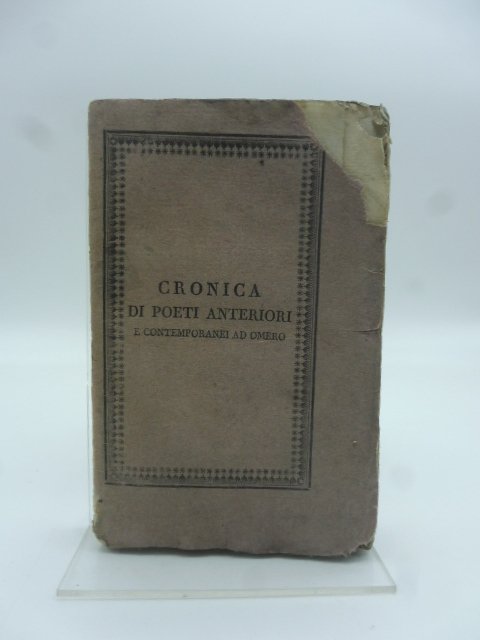 CRONICA
DI POETI ANTERIORI
E CONTEMPORANEI AD OMERO